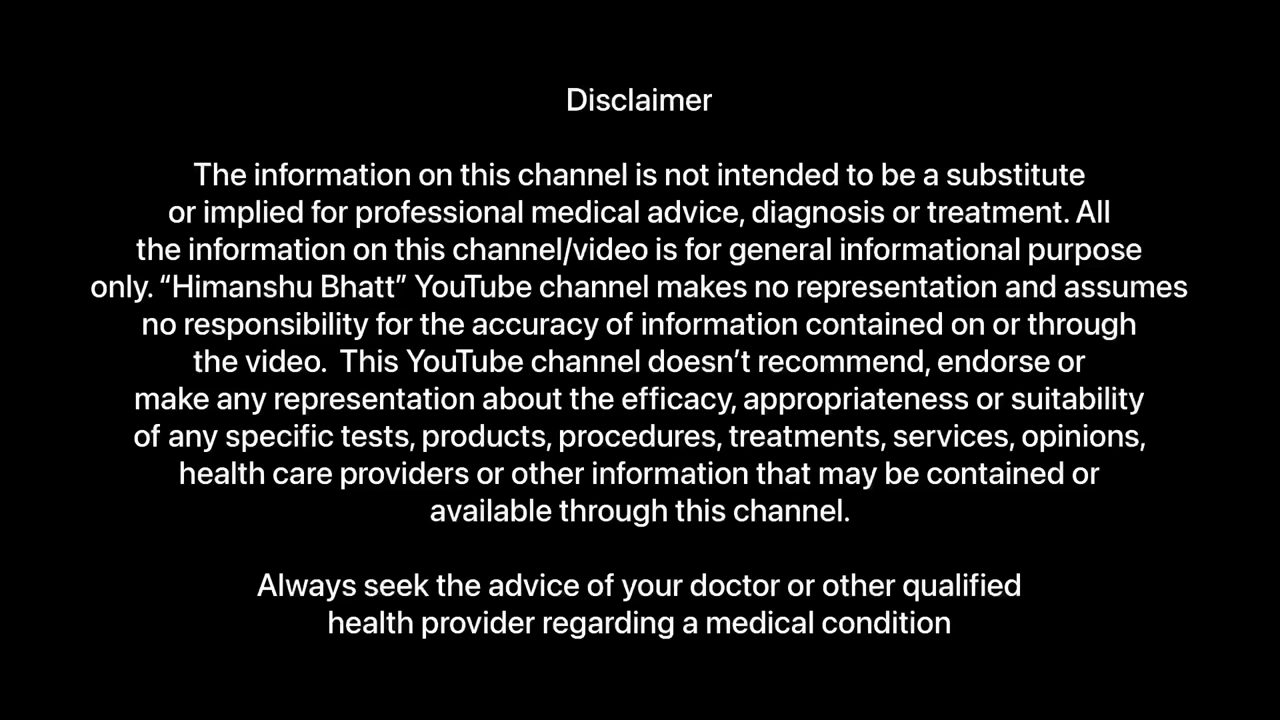 Disclaimer
The information on this channel is not intended to be a substitute
or implied for professional medical advice, diagnosis or treatment. All
the information on this channel/video is for general informational purpose
only. “Himanshu Bhatt” YouTube channel makes no representation and assumes
no responsibility for the accuracy of information contained on or through
the video.  This YouTube channel doesn’t recommend, endorse or
make any representation about the efficacy, appropriateness or suitability
of any specific tests, products, procedures, treatments, services, opinions,
health care providers or other information that may be contained or
available through this channel.
Always seek the advice of your doctor or other qualified
health provider regarding a medical condition